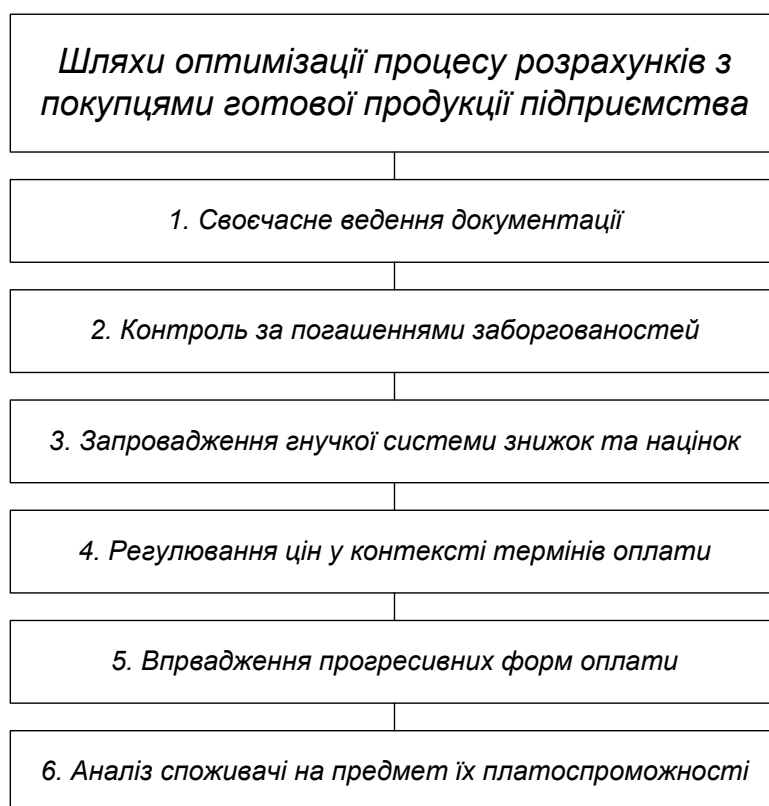 Шляхи оптимізації процесу розрахунків з
покупцями готової продукції підприємства
1. Своєчасне ведення документації
2. Контроль за погашеннями заборгованостей
3. Запровадження гнучкої системи знижок та націнок
4. Регулювання цін у контексті термінів оплати
5. Впрвадження прогресивних форм оплати
6. Аналіз споживачі на предмет їх платоспроможності